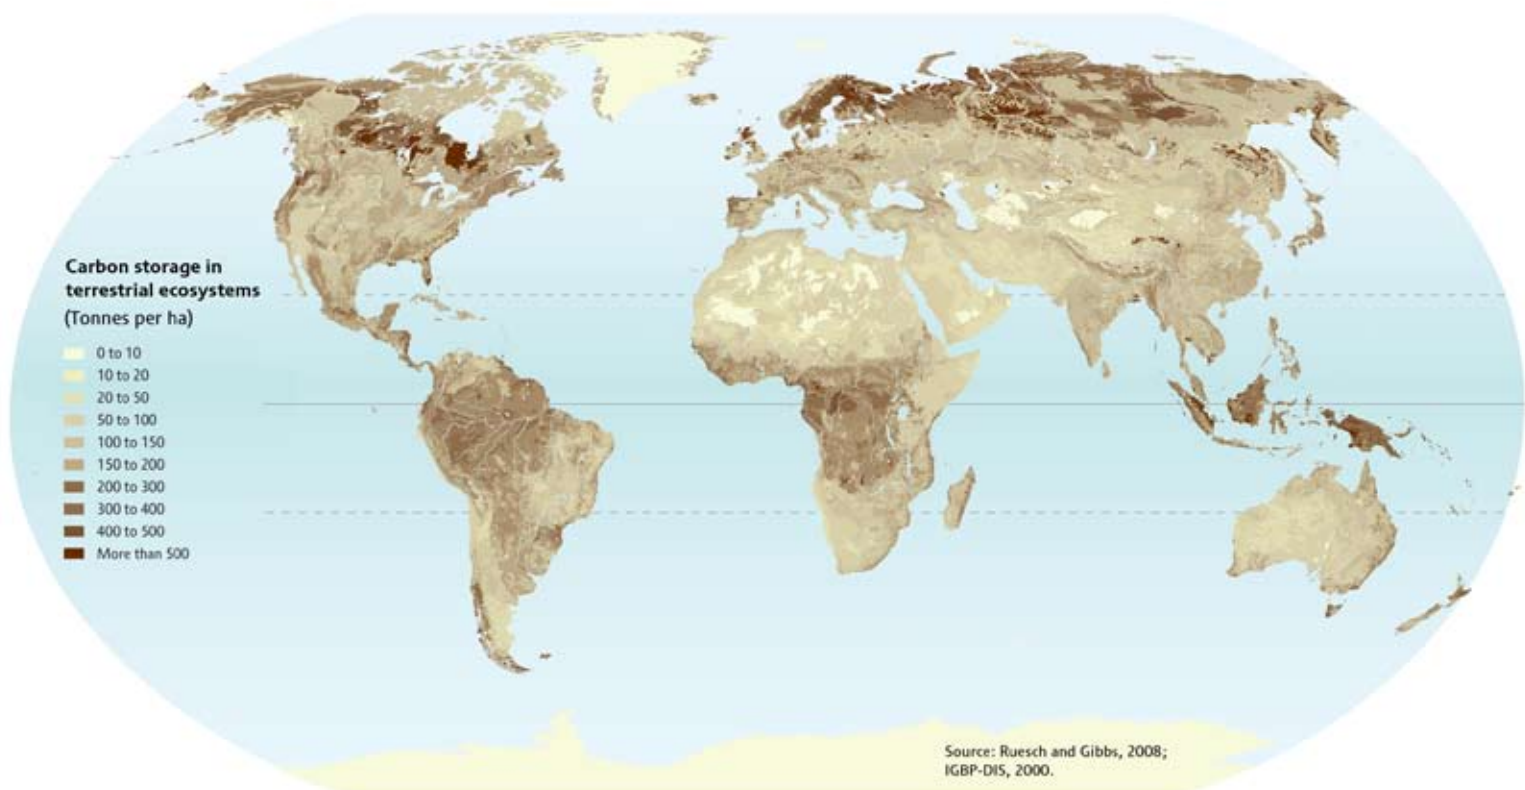 Carbon storage in
terrestrial ecosystems
(Tonnes per ha)
0 to 10
10 to 20
20 to 50
50 to 100
100 to 150
150 to 200
200 to 300
300 to 400
400 to 500
More than 500
Source: Ruesch and Gibbs, 2008;
IGBP-DIS, 2000.